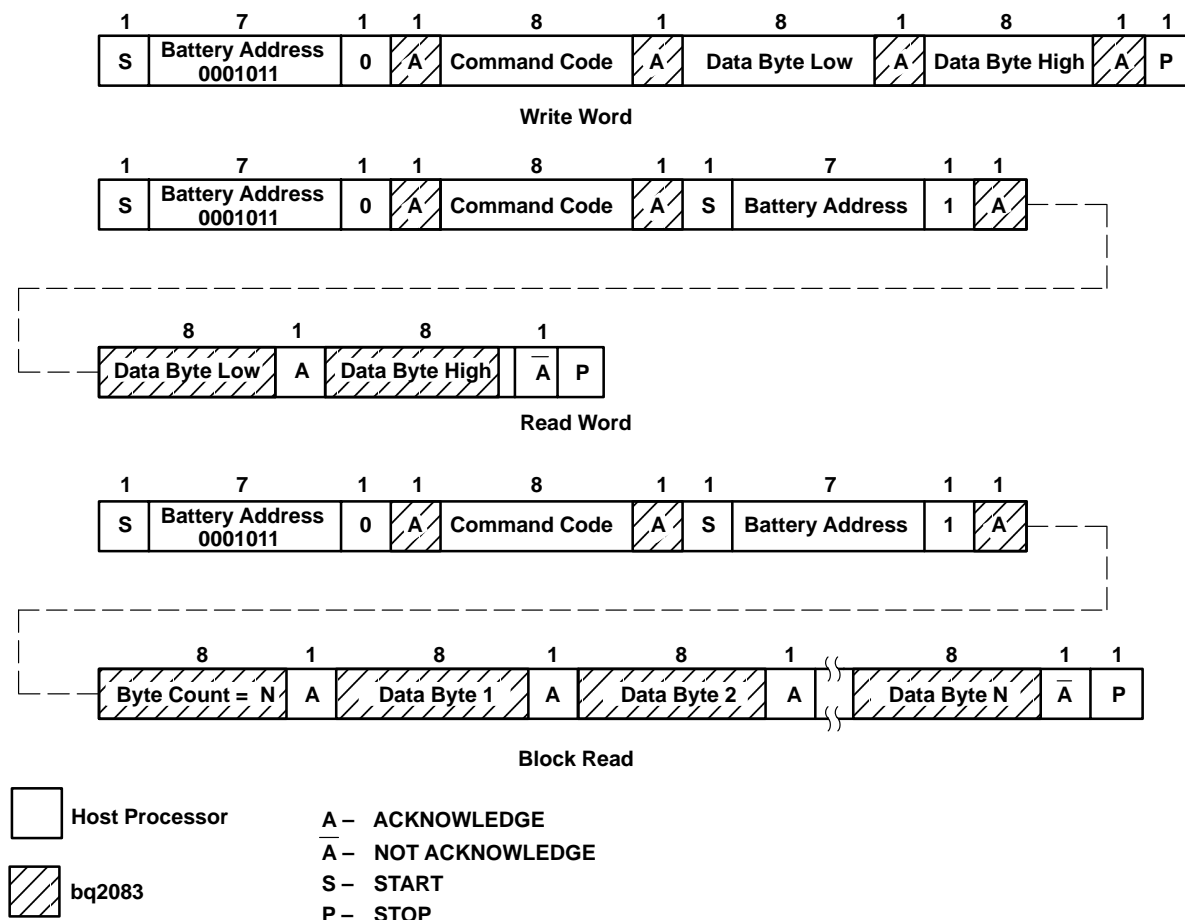 1 7 1 1 8 1 8 1 8 1 1
S Battery Address 0001011 0 A Command Code A Data Byte Low A Data Byte High A P
Write Word
1 7 1 1 8 1 1 7 1 1
S Battery Address 0001011 0 A Command Code A S Battery Address 1 A
8 1 8 1
Data Byte Low A Data Byte High A̅ P
Read Word
1 7 1 1 8 1 1 7 1 1
S Battery Address 0001011 0 A Command Code A S Battery Address 1 A
8 1 8 1 8 1 8 1 1
Byte Count = N A Data Byte 1 A Data Byte 2 A Data Byte N A̅ P
Block Read
Host Processor
bq2083
A – ACKNOWLEDGE
A̅ – NOT ACKNOWLEDGE
S – START
P – STOP